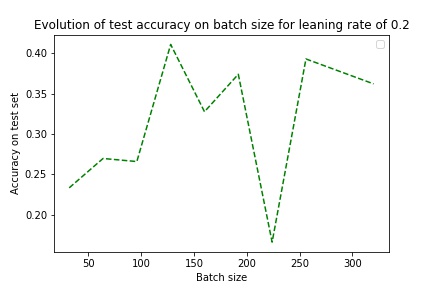 Evolution of test accuracy on batch size for leaning rate of 0.2
0.40
0.35
0.30
0.25
0.20
Accuracy on test set
50 100 150 200 250 300
Batch size